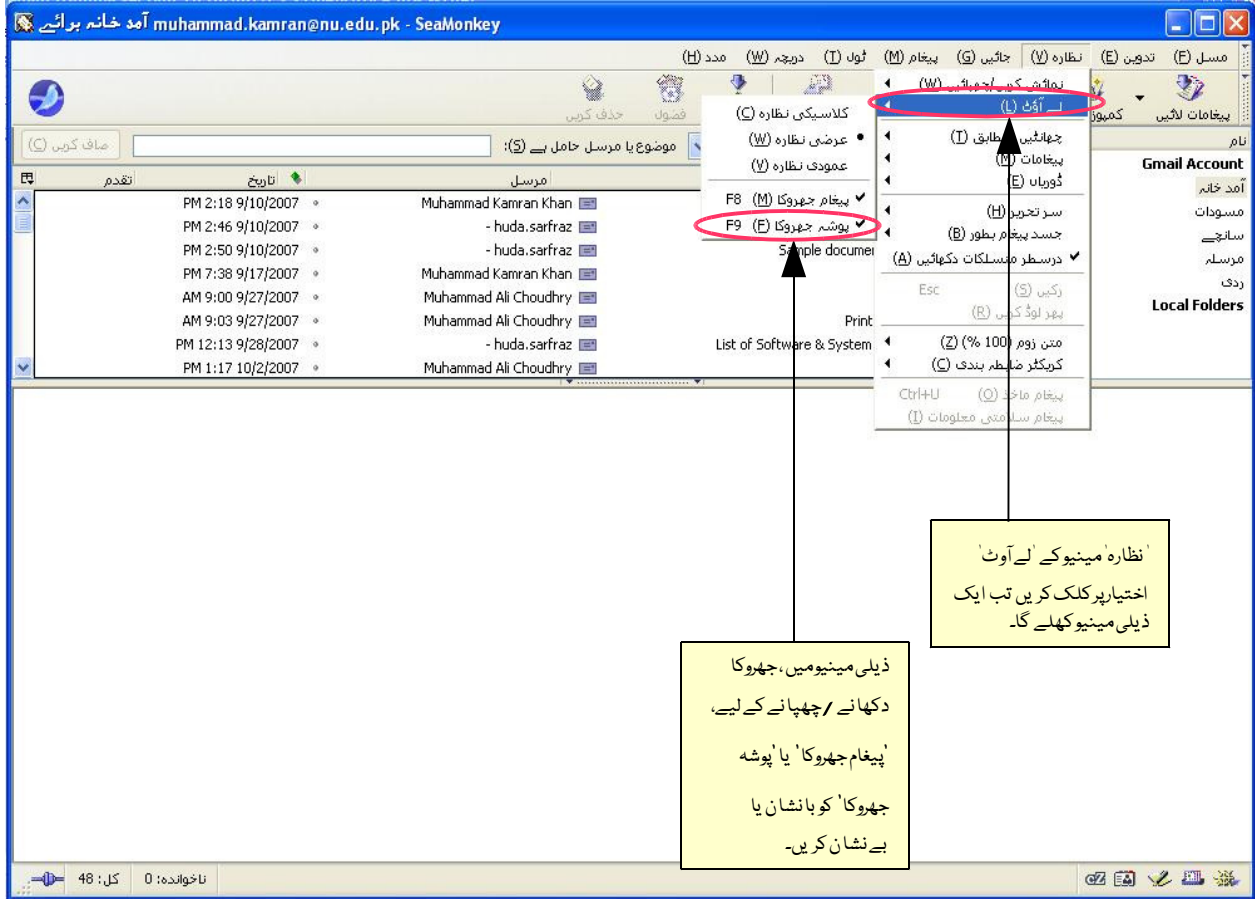 آمد خانہ برائے muhammad.kamran@nu.edu.pk - SeaMonkey
مسل (F) تدوین (E) نظارہ (V) جائیں (G) پیغام (M) ٹول (T) دریچہ (W) مدد (H)
پیغامات لائیں کمپوز فضول حذف کریں
موضوع یا مرسل حامل ہے (S): صاف کریں (C)
نام
Gmail Account
آمد خانہ
مسودات
سانچے
مرسلہ
ردی
Local Folders
نمائش کریں/چھپائیں (W)
لے آؤٹ (L)
چھانٹیں مطابق (T)
پیغامات (M)
ڈوریاں (E)
سر تحریر (H)
جسد پیغام بطور (B)
درسطر منسلکات دکھائیں (A)
رکیں (S) Esc
پھر لوڈ کریں (R)
متن زوم (100 %) (Z)
کریکٹر ضابطہ بندی (C)
پیغام ماخذ (O) Ctrl+U
پیغام سلامتی معلومات (I)
کلاسیکی نظارہ (C)
عرضی نظارہ (W)
عمودی نظارہ (V)
پیغام جھروکا (M) F8
پوشہ جھروکا (F) F9
مرسل تاریخ تقدم
Muhammad Kamran Khan PM 2:18 9/10/2007
- huda.sarfraz PM 2:46 9/10/2007
Sample documen - huda.sarfraz PM 2:50 9/10/2007
Muhammad Kamran Khan PM 7:38 9/17/2007
Muhammad Ali Choudhry AM 9:00 9/27/2007
Print Muhammad Ali Choudhry AM 9:03 9/27/2007
List of Software & System - huda.sarfraz PM 12:13 9/28/2007
Muhammad Ali Choudhry PM 1:17 10/2/2007
'نظارہ' مینیو کے 'لے آوٹ'
اختیار پر کلک کریں تب ایک
ذیلی مینیو کھلے گا۔
ذیلی مینیو میں، جھروکا
دکھانے / چھپانے کے لیے،
'پیغام جھروکا' یا 'پوشہ
جھروکا' کو با نشان یا
بے نشان کریں۔
ناخواندہ: 0 کل: 48